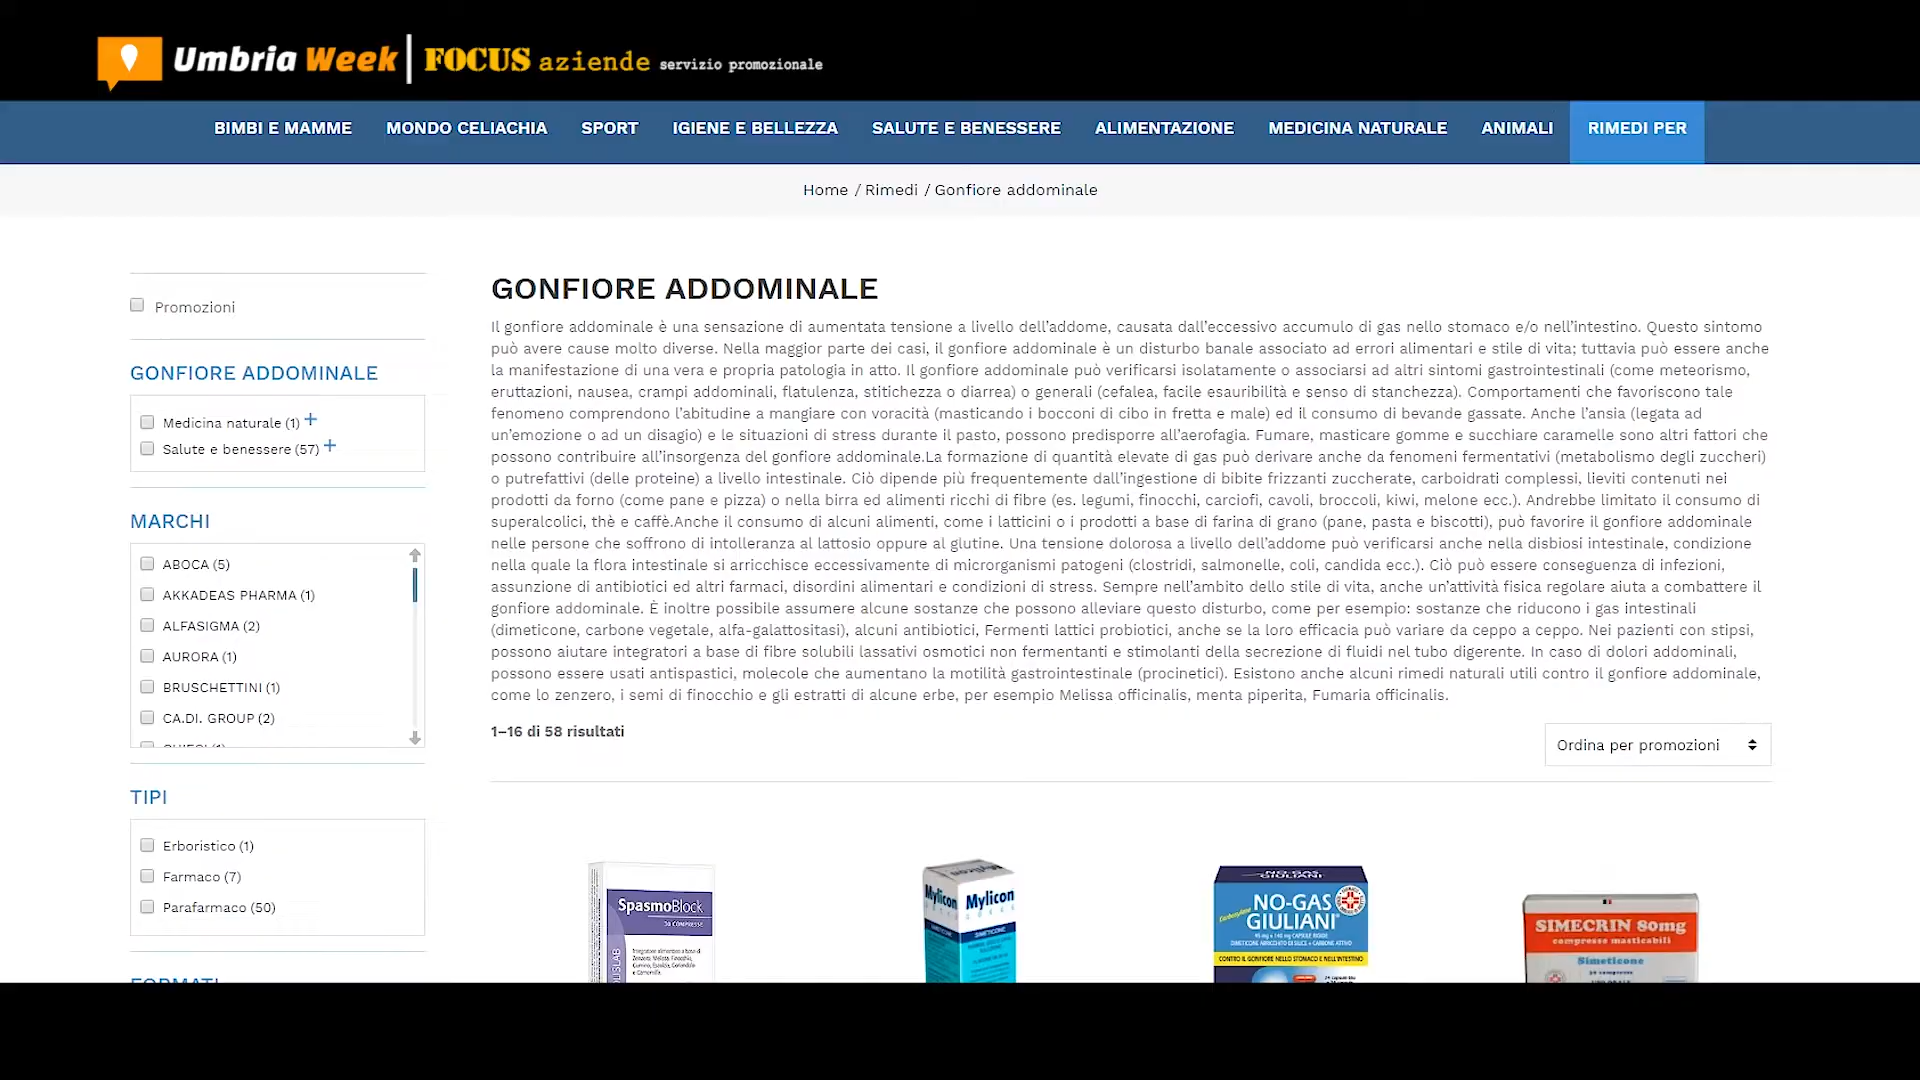 Umbria Week | FOCUS aziende servizio promozionale
BIMBI E MAMME MONDO CELIACHIA SPORT IGIENE E BELLEZZA SALUTE E BENESSERE ALIMENTAZIONE MEDICINA NATURALE ANIMALI RIMEDI PER
Home / Rimedi / Gonfiore addominale
Promozioni
GONFIORE ADDOMINALE
Medicina naturale (1) +
Salute e benessere (57) +
MARCHI
ABOCA (5)
AKKADEAS PHARMA (1)
ALFASIGMA (2)
AURORA (1)
BRUSCHETTINI (1)
CA.DI. GROUP (2)
TIPI
Erboristico (1)
Farmaco (7)
Parafarmaco (50)
FORMATI
GONFIORE ADDOMINALE
Il gonfiore addominale è una sensazione di aumentata tensione a livello dell’addome, causata dall’eccessivo accumulo di gas nello stomaco e/o nell’intestino. Questo sintomo
può avere cause molto diverse. Nella maggior parte dei casi, il gonfiore addominale è un disturbo banale associato ad errori alimentari e stile di vita; tuttavia può essere anche
la manifestazione di una vera e propria patologia in atto. Il gonfiore addominale può verificarsi isolatamente o associarsi ad altri sintomi gastrointestinali (come meteorismo,
eruttazioni, nausea, crampi addominali, flatulenza, stitichezza o diarrea) o generali (cefalea, facile esauribilità e senso di stanchezza). Comportamenti che favoriscono tale
fenomeno comprendono l’abitudine a mangiare con voracità (masticando i bocconi di cibo in fretta e male) ed il consumo di bevande gassate. Anche l’ansia (legata ad
un’emozione o ad un disagio) e le situazioni di stress durante il pasto, possono predisporre all’aerofagia. Fumare, masticare gomme e succhiare caramelle sono altri fattori che
possono contribuire all’insorgenza del gonfiore addominale.La formazione di quantità elevate di gas può derivare anche da fenomeni fermentativi (metabolismo degli zuccheri)
o putrefattivi (delle proteine) a livello intestinale. Ciò dipende più frequentemente dall’ingestione di bibite frizzanti zuccherate, carboidrati complessi, lieviti contenuti nei
prodotti da forno (come pane e pizza) o nella birra ed alimenti ricchi di fibre (es. legumi, finocchi, carciofi, cavoli, broccoli, kiwi, melone ecc.). Andrebbe limitato il consumo di
superalcolici, thè e caffè.Anche il consumo di alcuni alimenti, come i latticini o i prodotti a base di farina di grano (pane, pasta e biscotti), può favorire il gonfiore addominale
nelle persone che soffrono di intolleranza al lattosio oppure al glutine. Una tensione dolorosa a livello dell’addome può verificarsi anche nella disbiosi intestinale, condizione
nella quale la flora intestinale si arricchisce eccessivamente di microrganismi patogeni (clostridi, salmonelle, coli, candida ecc.). Ciò può essere conseguenza di infezioni,
assunzione di antibiotici ed altri farmaci, disordini alimentari e condizioni di stress. Sempre nell’ambito dello stile di vita, anche un’attività fisica regolare aiuta a combattere il
gonfiore addominale. È inoltre possibile assumere alcune sostanze che possono alleviare questo disturbo, come per esempio: sostanze che riducono i gas intestinali
(dimeticone, carbone vegetale, alfa-galattositasi), alcuni antibiotici, Fermenti lattici probiotici, anche se la loro efficacia può variare da ceppo a ceppo. Nei pazienti con stipsi,
possono aiutare integratori a base di fibre solubili lassativi osmotici non fermentanti e stimolanti della secrezione di fluidi nel tubo digerente. In caso di dolori addominali,
possono essere usati antispastici, molecole che aumentano la motilità gastrointestinale (procinetici). Esistono anche alcuni rimedi naturali utili contro il gonfiore addominale,
come lo zenzero, i semi di finocchio e gli estratti di alcune erbe, per esempio Melissa officinalis, menta piperita, Fumaria officinalis.
1–16 di 58 risultati
Ordina per promozioni
SpasmoBlock
Mylicon Mylicon
NO-GAS
GIULIANI
CONTRO IL GONFIORE NELLO STOMACO E NELL'INTESTINO
SIMECRIN 80mg
compresse masticabili
Simeticone